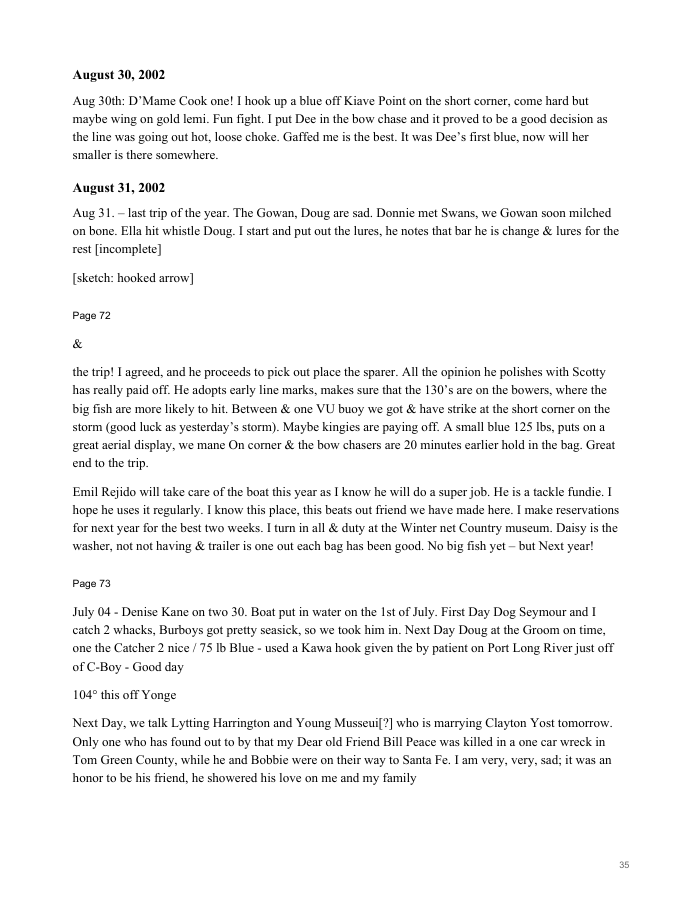 August 30, 2002
Aug 30th: D’Mame Cook one! I hook up a blue off Kiave Point on the short corner, come hard but
maybe wing on gold lemi. Fun fight. I put Dee in the bow chase and it proved to be a good decision as
the line was going out hot, loose choke. Gaffed me is the best. It was Dee’s first blue, now will her
smaller is there somewhere.
August 31, 2002
Aug 31. – last trip of the year. The Gowan, Doug are sad. Donnie met Swans, we Gowan soon milched
on bone. Ella hit whistle Doug. I start and put out the lures, he notes that bar he is change & lures for the
rest [incomplete]
[sketch: hooked arrow]
Page 72
&
the trip! I agreed, and he proceeds to pick out place the sparer. All the opinion he polishes with Scotty
has really paid off. He adopts early line marks, makes sure that the 130’s are on the bowers, where the
big fish are more likely to hit. Between & one VU buoy we got & have strike at the short corner on the
storm (good luck as yesterday’s storm). Maybe kingies are paying off. A small blue 125 lbs, puts on a
great aerial display, we mane On corner & the bow chasers are 20 minutes earlier hold in the bag. Great
end to the trip.
Emil Rejido will take care of the boat this year as I know he will do a super job. He is a tackle fundie. I
hope he uses it regularly. I know this place, this beats out friend we have made here. I make reservations
for next year for the best two weeks. I turn in all & duty at the Winter net Country museum. Daisy is the
washer, not not having & trailer is one out each bag has been good. No big fish yet – but Next year!
Page 73
July 04 - Denise Kane on two 30. Boat put in water on the 1st of July. First Day Dog Seymour and I
catch 2 whacks, Burboys got pretty seasick, so we took him in. Next Day Doug at the Groom on time,
one the Catcher 2 nice / 75 lb Blue - used a Kawa hook given the by patient on Port Long River just off
of C-Boy - Good day
104° this off Yonge
Next Day, we talk Lytting Harrington and Young Musseui[?] who is marrying Clayton Yost tomorrow.
Only one who has found out to by that my Dear old Friend Bill Peace was killed in a one car wreck in
Tom Green County, while he and Bobbie were on their way to Santa Fe. I am very, very, sad; it was an
honor to be his friend, he showered his love on me and my family
35